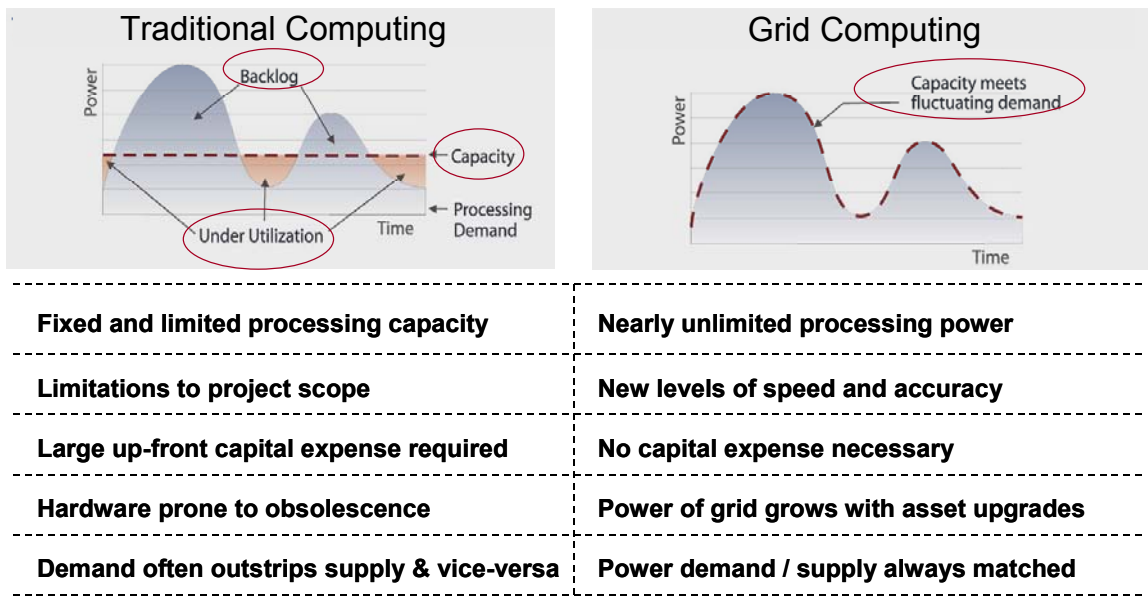 Traditional Computing
Power
Backlog
Capacity
Processing
Demand
Under Utilization
Time
Grid Computing
Power
Capacity meets
fluctuating demand
Time
Fixed and limited processing capacity
Nearly unlimited processing power
Limitations to project scope
New levels of speed and accuracy
Large up-front capital expense required
No capital expense necessary
Hardware prone to obsolescence
Power of grid grows with asset upgrades
Demand often outstrips supply & vice-versa
Power demand / supply always matched